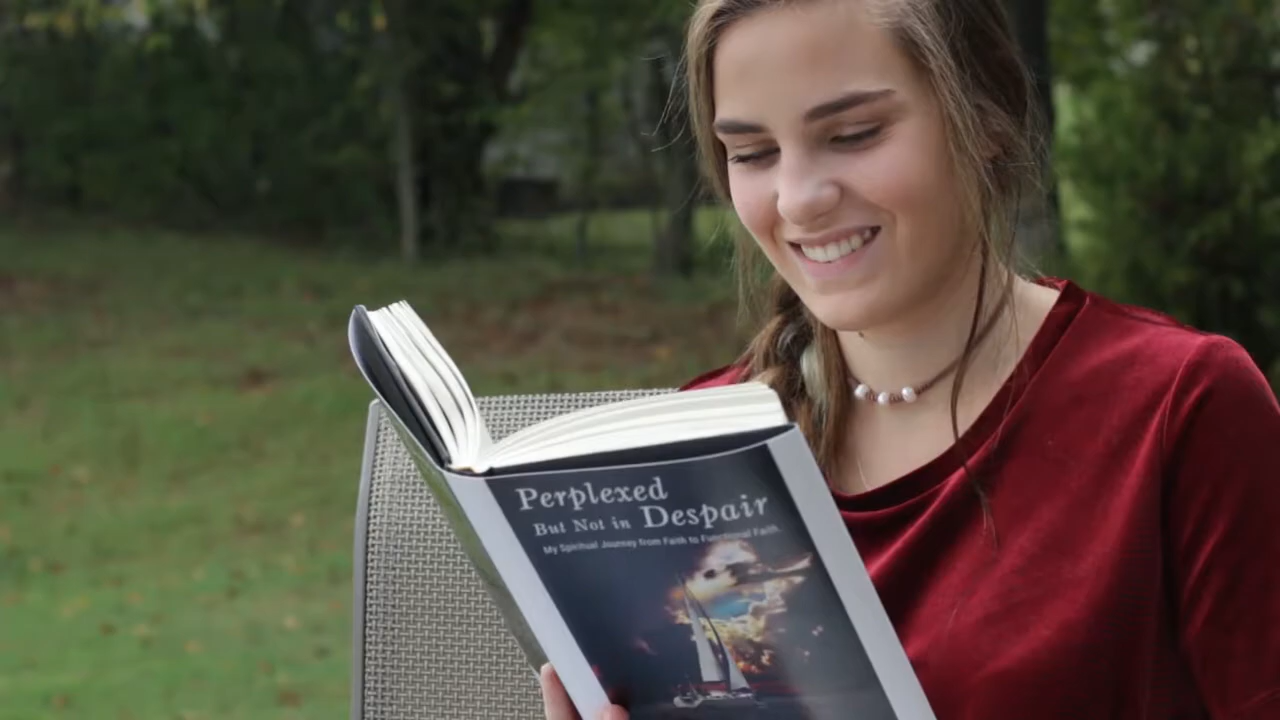 Perplexed
But Not in Despair
My Spiritual Journey from Faith to Functional Faith